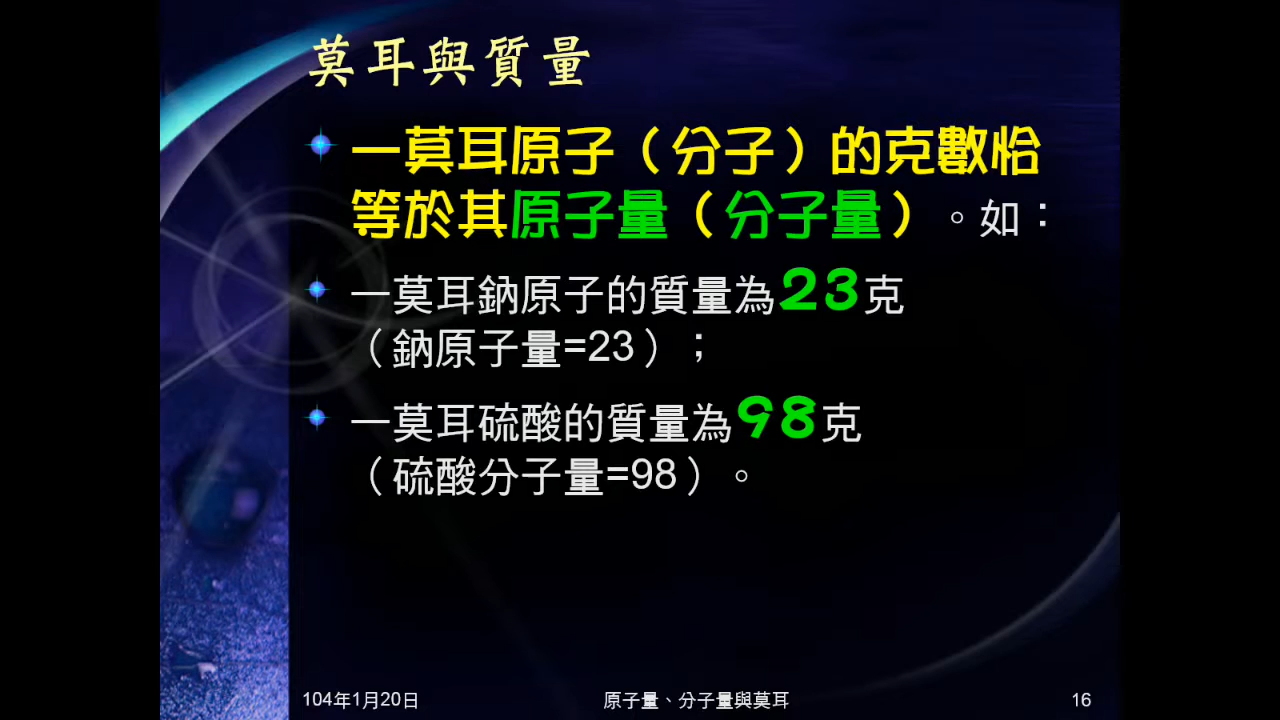 莫耳與質量
一莫耳原子（分子）的克數恰
等於其原子量（分子量）。如：
一莫耳鈉原子的質量為23克
（鈉原子量=23）；
一莫耳硫酸的質量為98克
（硫酸分子量=98）。
104年1月20日
原子量、分子量與莫耳
16